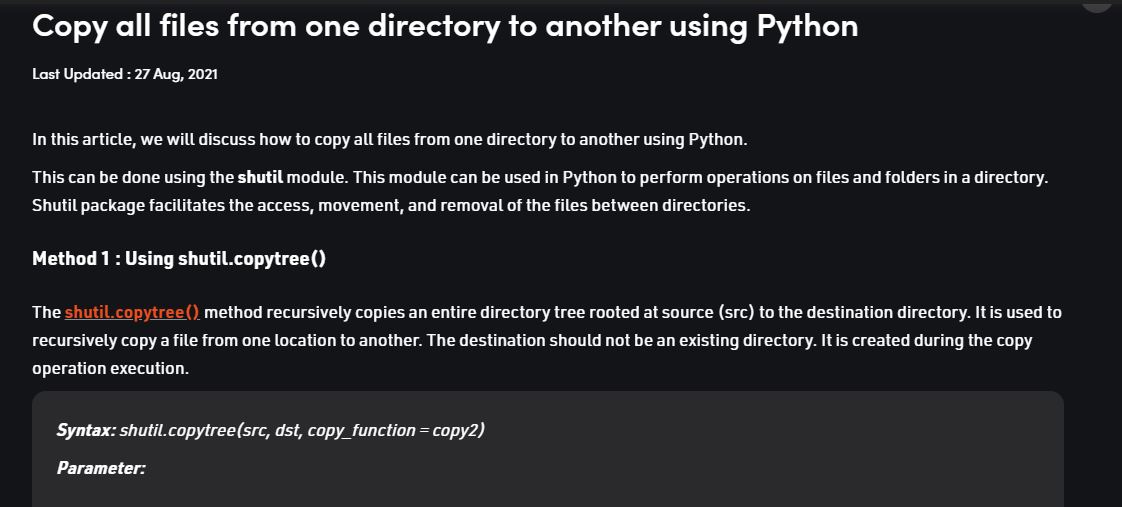 Copy all files from one directory to another using Python
Last Updated : 27 Aug, 2021
In this article, we will discuss how to copy all files from one directory to another using Python.
This can be done using the shutil module. This module can be used in Python to perform operations on files and folders in a directory.
Shutil package facilitates the access, movement, and removal of the files between directories.
Method 1 : Using shutil.copytree()
The shutil.copytree() method recursively copies an entire directory tree rooted at source (src) to the destination directory. It is used to
recursively copy a file from one location to another. The destination should not be an existing directory. It is created during the copy
operation execution.
Syntax: shutil.copytree(src, dst, copy_function = copy2)
Parameter: